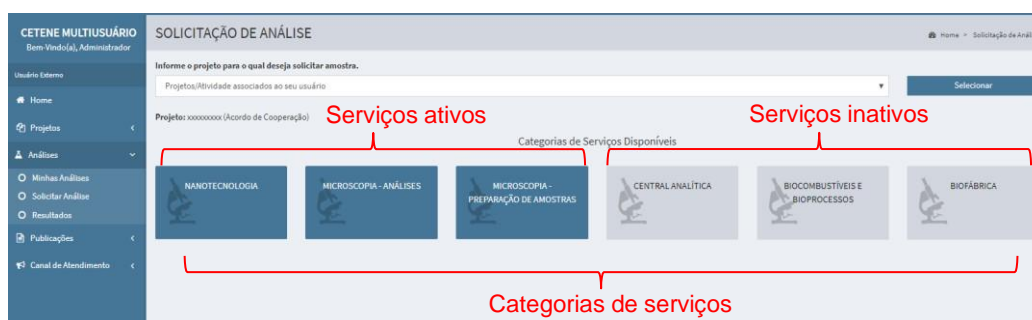 CETENE MULTIUSUÁRIO
Bem-Vindo(a), Administrador
Usuário Externo
Home
Projetos
Análises
Minhas Análises
Solicitar Análise
Resultados
Publicações
Canal de Atendimento
SOLICITAÇÃO DE ANÁLISE
Home > Solicitação de Anál
Informe o projeto para o qual deseja solicitar amostra.
Projetos/Atividade associados ao seu usuário
Selecionar
Projeto: xxxxxxxxx (Acordo de Cooperação)
Serviços ativos
Serviços inativos
Categorias de Serviços Disponíveis
NANOTECNOLOGIA
MICROSCOPIA - ANÁLISES
MICROSCOPIA -
PREPARAÇÃO DE AMOSTRAS
CENTRAL ANALÍTICA
BIOCOMBUSTÍVEIS E
BIOPROCESSOS
BIOFÁBRICA
Categorias de serviços